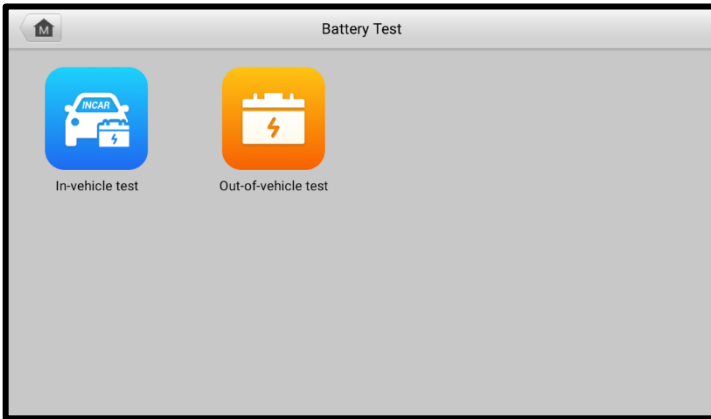 M
Battery Test
INCAR
In-vehicle test
Out-of-vehicle test